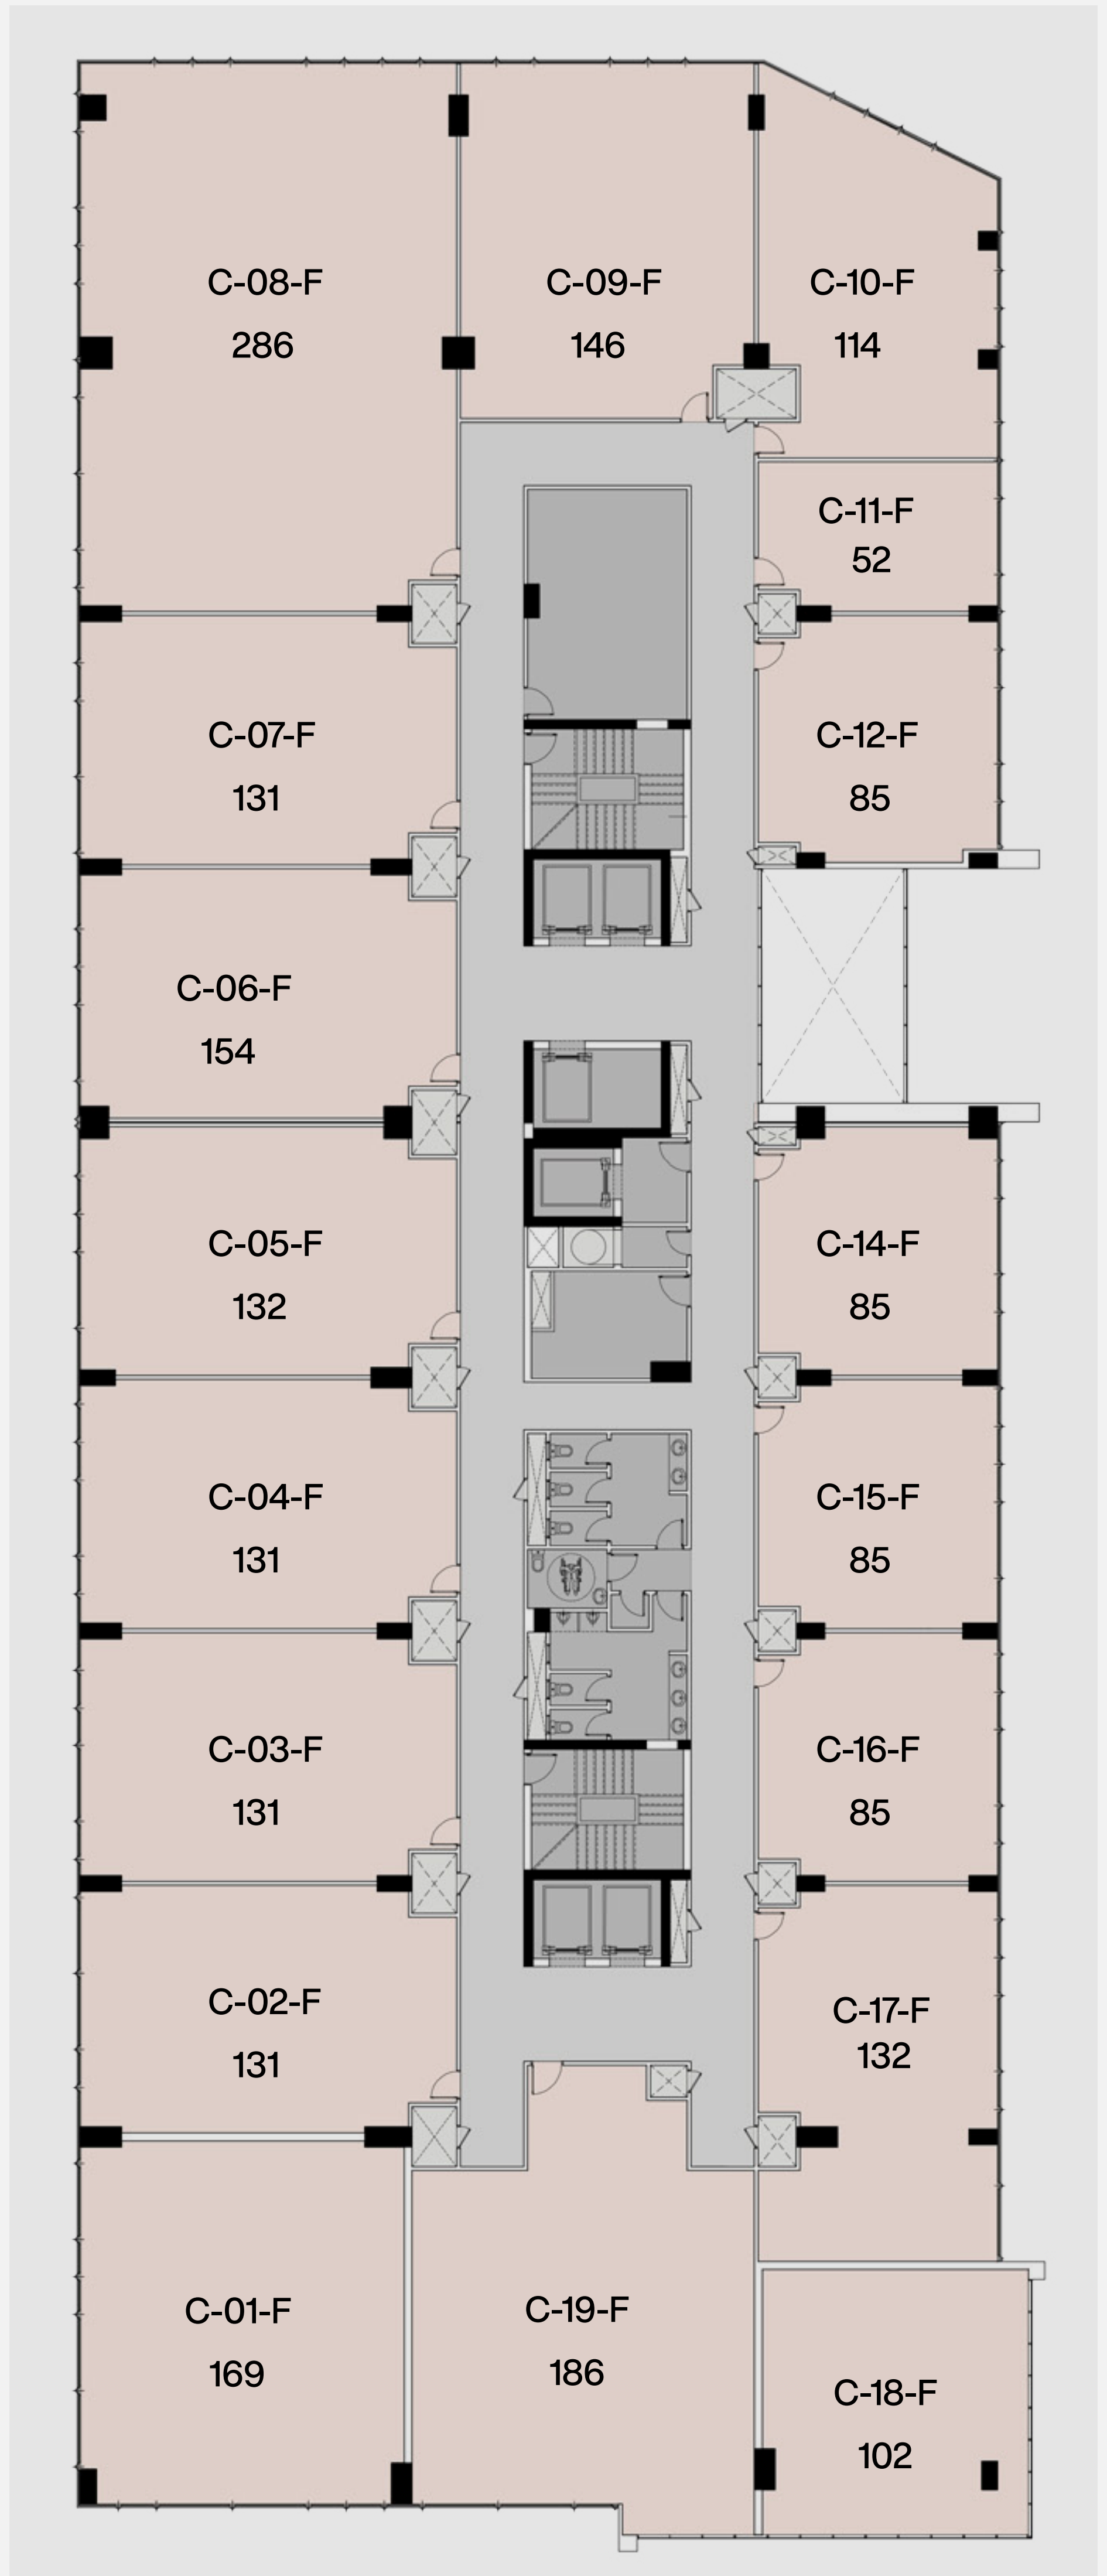 C-08-F
286
C-09-F
146
C-10-F
114
C-11-F
52
C-07-F
131
C-12-F
85
C-06-F
154
C-05-F
132
C-14-F
85
C-04-F
131
C-15-F
85
C-03-F
131
C-16-F
85
C-02-F
131
C-17-F
132
C-01-F
169
C-19-F
186
C-18-F
102